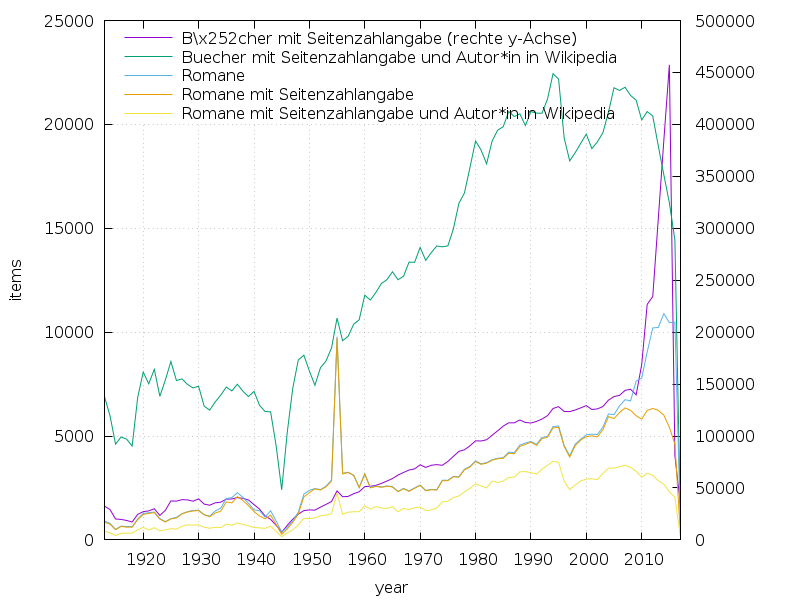 25000
20000
15000
10000
5000
0
500000
450000
400000
350000
300000
250000
200000
150000
100000
50000
0
B\x252cher mit Seitenzahlangabe (rechte y-Achse)
Buecher mit Seitenzahlangabe und Autor*in in Wikipedia
Romane
Romane mit Seitenzahlangabe
Romane mit Seitenzahlangabe und Autor*in in Wikipedia
items
1920 1930 1940 1950 1960 1970 1980 1990 2000 2010
year